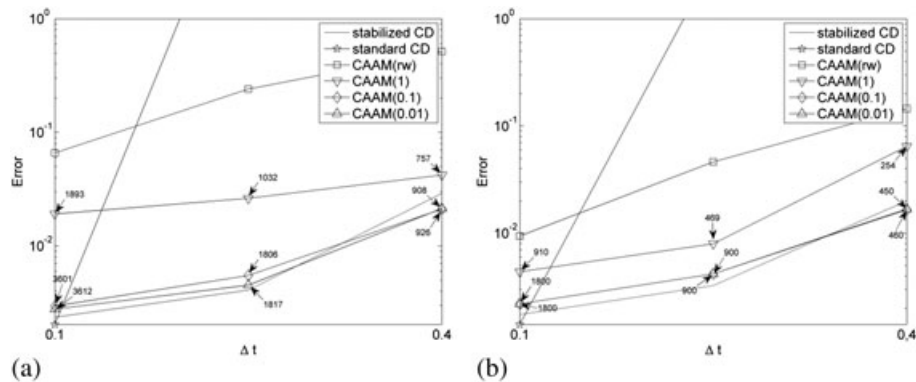 10⁰
10⁻¹
10⁻²
Error
stabilized CD
standard CD
CAAM(rw)
CAAM(1)
CAAM(0.1)
CAAM(0.01)
1893
1032
757
908
926
1806
1817
3601
3612
0.1
0.4
Δ t
(a)
10⁰
10⁻¹
10⁻²
Error
stabilized CD
standard CD
CAAM(rw)
CAAM(1)
CAAM(0.1)
CAAM(0.01)
254
469
910
450
460
900
900
1800
1800
0.1
0.4
Δ t
(b)